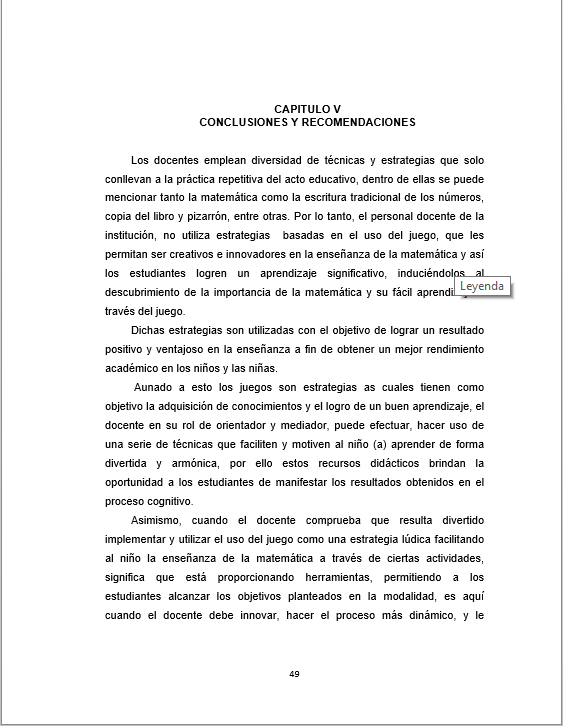 CAPITULO V
CONCLUSIONES Y RECOMENDACIONES
Los docentes emplean diversidad de técnicas y estrategias que solo
conllevan a la práctica repetitiva del acto educativo, dentro de ellas se puede
mencionar tanto la matemática como la escritura tradicional de los números,
copia del libro y pizarrón, entre otras. Por lo tanto, el personal docente de la
institución, no utiliza estrategias basadas en el uso del juego, que les
permitan ser creativos e innovadores en la enseñanza de la matemática y así
los estudiantes logren un aprendizaje significativo, induciéndolos al
Leyenda
descubrimiento de la importancia de la matemática y su fácil
través del juego.
Dichas estrategias son utilizadas con el objetivo de lograr un resultado
positivo y ventajoso en la enseñanza a fin de obtener un mejor rendimiento
académico en los niños y las niñas.
Aunado a esto los juegos son estrategias as cuales tienen como
objetivo la adquisición de conocimientos y el logro de un buen aprendizaje, el
docente en su rol de orientador y mediador, puede efectuar, hacer uso de
una serie de técnicas que faciliten y motiven al niño (a) aprender de forma
divertida y armónica, por ello estos recursos didácticos brindan la
oportunidad a los estudiantes de manifestar los resultados obtenidos en el
proceso cognitivo.
Asimismo, cuando el docente comprueba que resulta divertido
implementar y utilizar el uso del juego como una estrategia lúdica facilitando
al niño la enseñanza de la matemática a través de ciertas actividades,
significa que está proporcionando herramientas, permitiendo a los
estudiantes alcanzar los objetivos planteados en la modalidad, es aquí
cuando el docente debe innovar, hacer el proceso más dinámico, y le
49